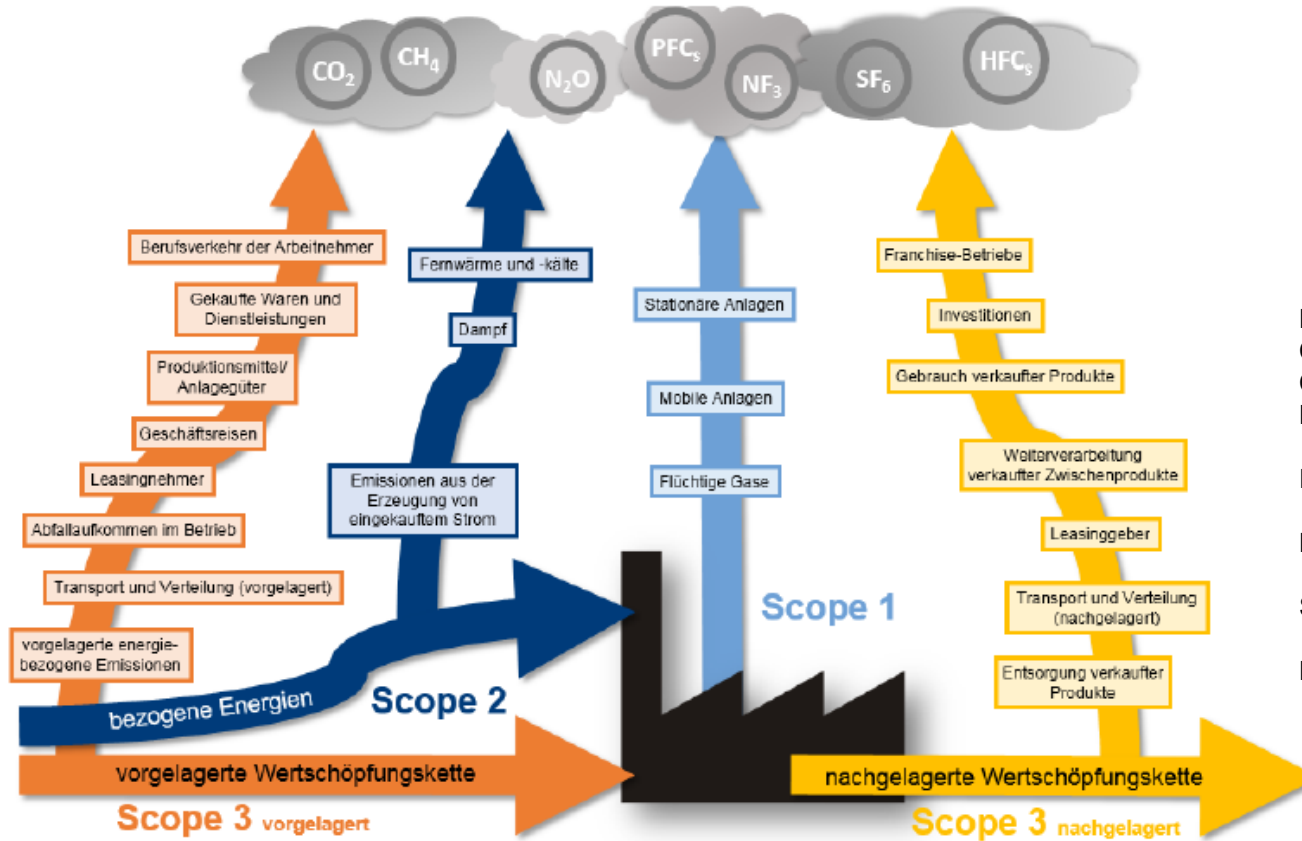 CO₂
CH₄
N₂O
PFCₛ
NF₃
SF₆
HFCₛ
Berufsverkehr der Arbeitnehmer
Gekaufte Waren und
Dienstleistungen
Produktionsmittel/
Anlagegüter
Geschäftsreisen
Leasingnehmer
Abfallaufkommen im Betrieb
Transport und Verteilung (vorgelagert)
vorgelagerte energie-
bezogene Emissionen
Fernwärme und -kälte
Dampf
Emissionen aus der
Erzeugung von
eingekauftem Strom
bezogene Energien
Scope 2
vorgelagerte Wertschöpfungskette
Scope 3 vorgelagert
Stationäre Anlagen
Mobile Anlagen
Flüchtige Gase
Scope 1
Franchise-Betriebe
Investitionen
Gebrauch verkaufter Produkte
Weiterverarbeitung
verkaufter Zwischenprodukte
Leasinggeber
Transport und Verteilung
(nachgelagert)
Entsorgung verkaufter
Produkte
nachgelagerte Wertschöpfungskette
Scope 3 nachgelagert